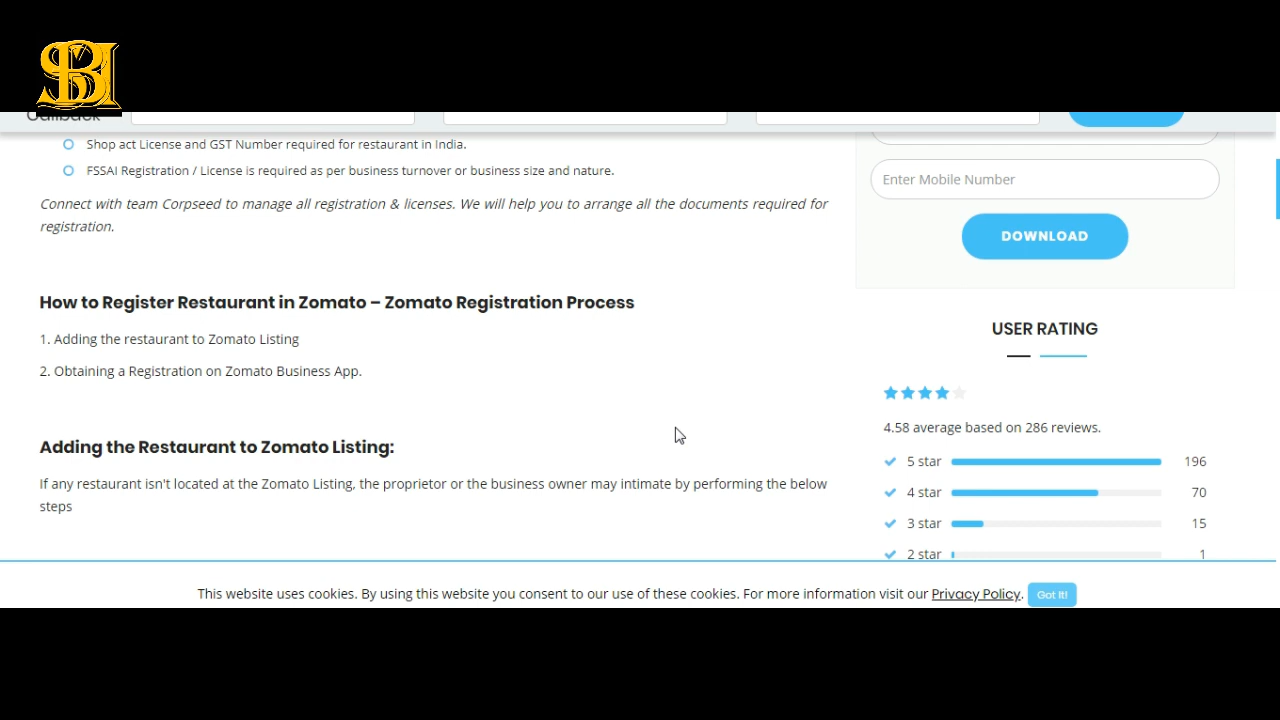 SBI
Callback
Shop act License and GST Number required for restaurant in India.
FSSAI Registration / License is required as per business turnover or business size and nature.
Connect with team Corpseed to manage all registration & licenses. We will help you to arrange all the documents required for
registration.
How to Register Restaurant in Zomato – Zomato Registration Process
1. Adding the restaurant to Zomato Listing
2. Obtaining a Registration on Zomato Business App.
Adding the Restaurant to Zomato Listing:
If any restaurant isn't located at the Zomato Listing, the proprietor or the business owner may intimate by performing the below
steps
Enter Mobile Number
DOWNLOAD
USER RATING
4.58 average based on 286 reviews.
5 star 196
4 star 70
3 star 15
2 star 1
This website uses cookies. By using this website you consent to our use of these cookies. For more information visit our Privacy Policy. Got It!